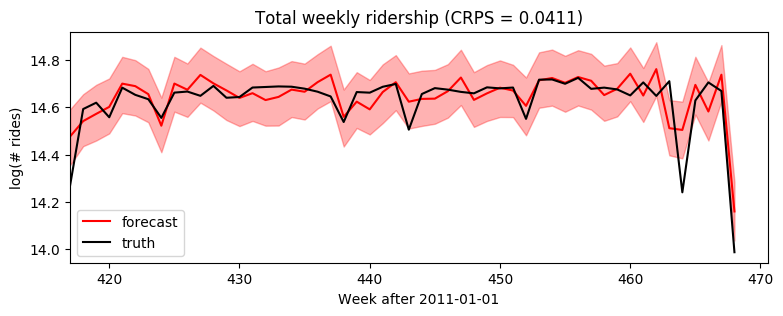 Total weekly ridership (CRPS = 0.0411)
log(# rides)
14.8
14.6
14.4
14.2
14.0
forecast
truth
420 430 440 450 460 470
Week after 2011-01-01